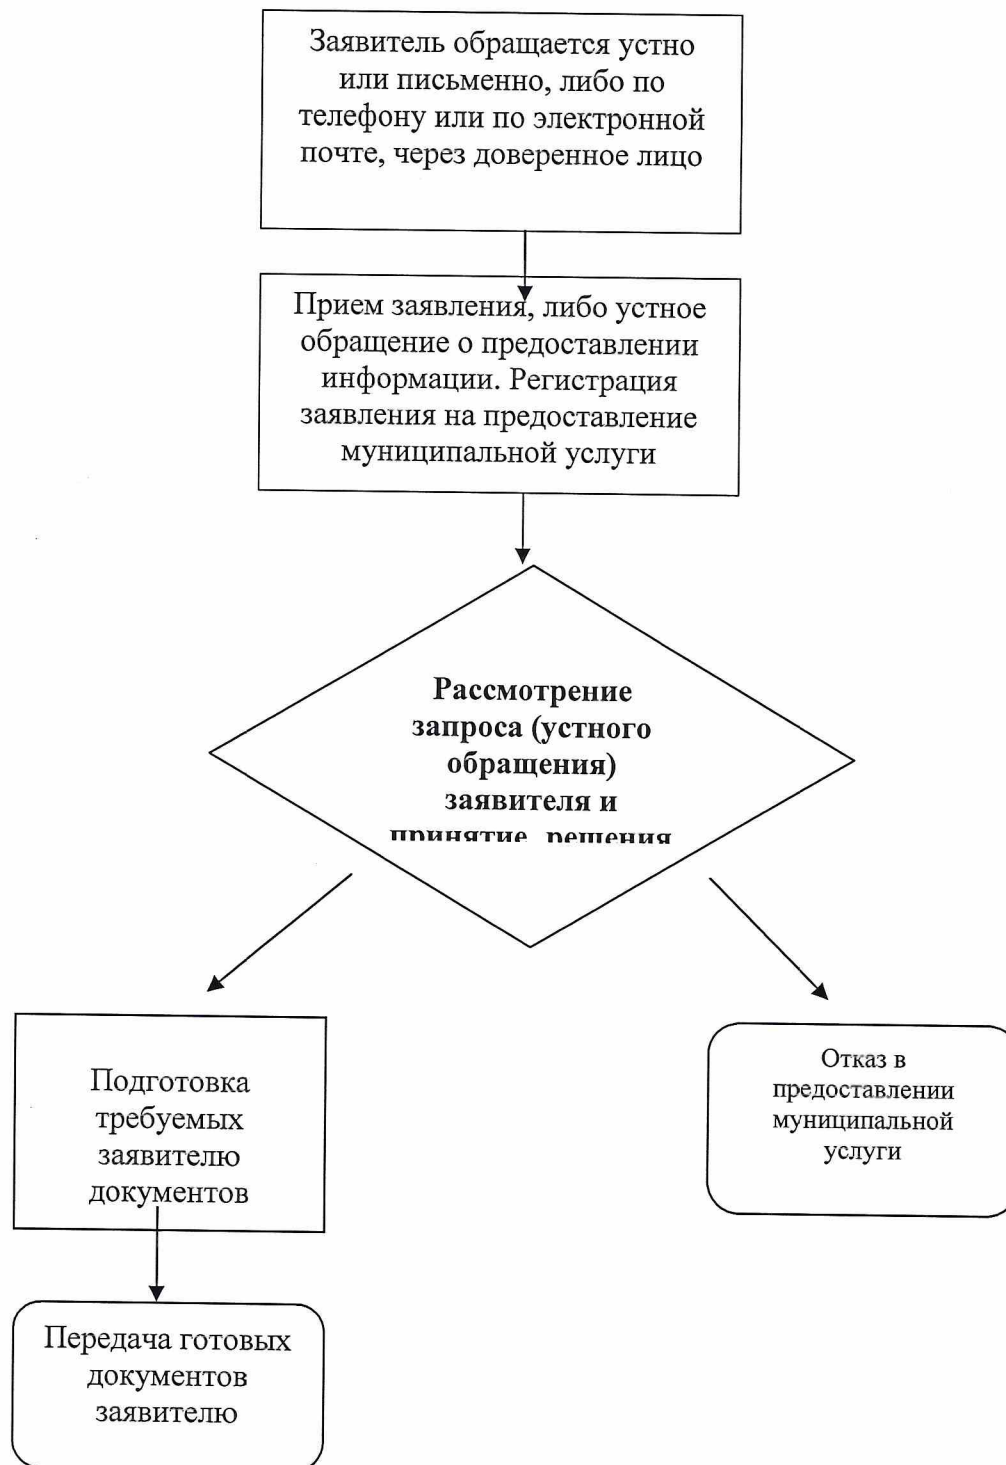 Заявитель обращается устно
или письменно, либо по
телефону или по электронной
почте, через доверенное лицо
Прием заявления, либо устное
обращение о предоставлении
информации. Регистрация
заявления на предоставление
муниципальной услуги
Рассмотрение
запроса (устного
обращения)
заявителя и
принятие решения
Подготовка
требуемых
заявителю
документов
Отказ в
предоставлении
муниципальной
услуги
Передача готовых
документов
заявителю